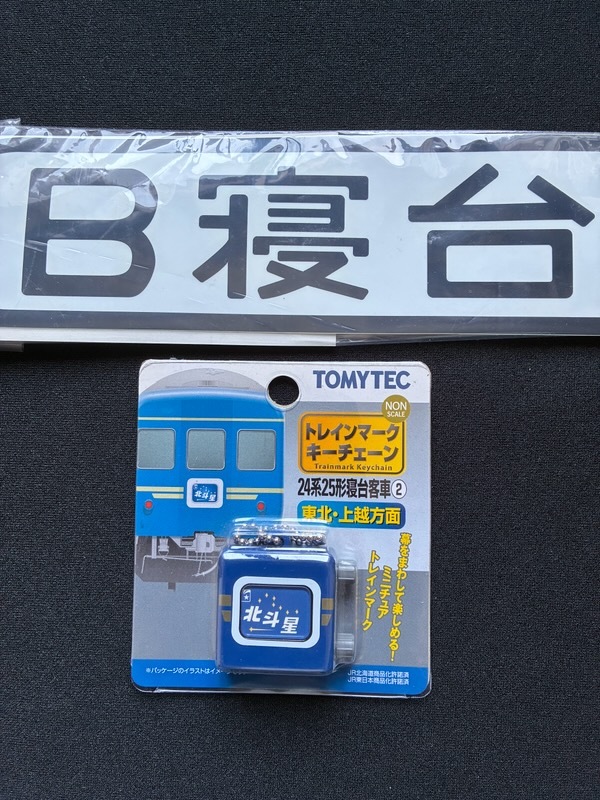 B寝台
TOMYTEC
NON
SCALE
トレインマーク
キーチェーン
Trainmark Keychain
24系25形寝台客車②
東北・上越方面
北斗星
幕をまわして楽しめる!
ミニチュア
トレインマーク
北斗星
※パッケージのイラストはイメ
JR北海道商品化許諾済
JR東日本商品化許諾済